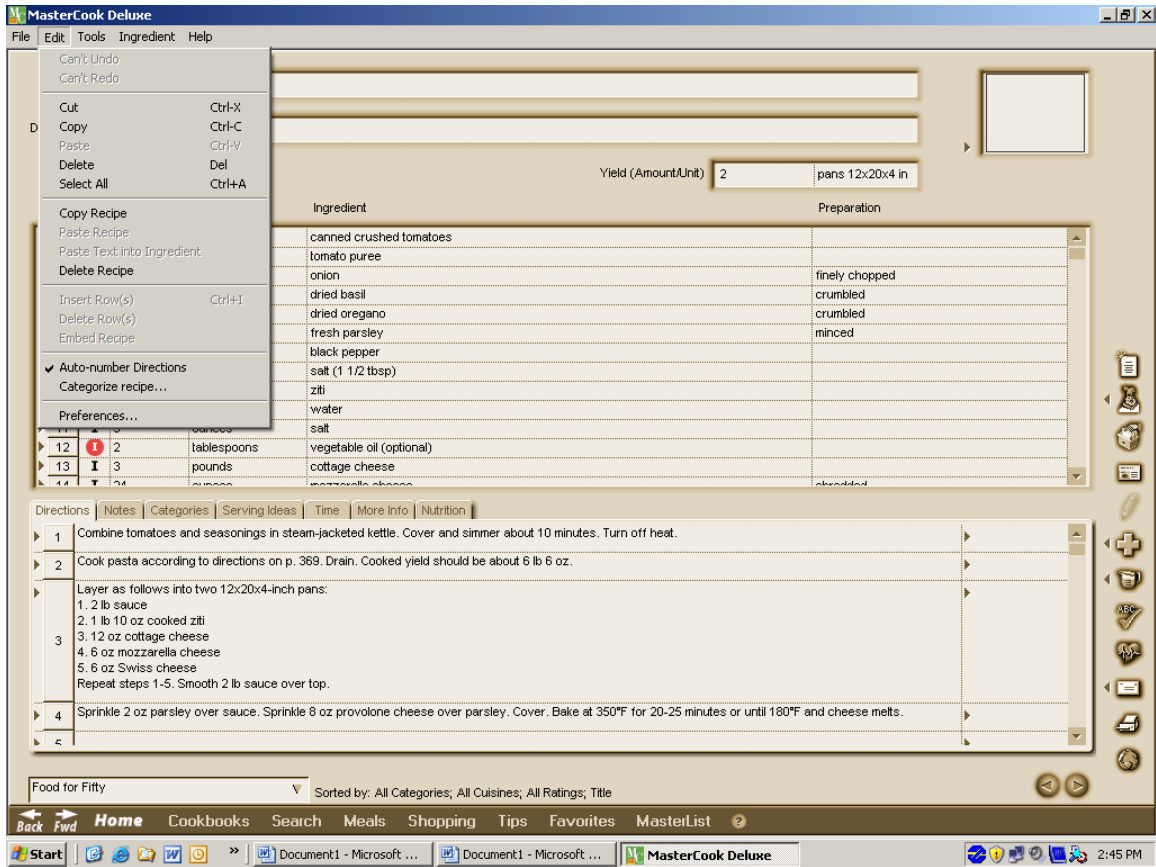 MasterCook Deluxe
File Edit Tools Ingredient Help
Can't Undo
Can't Redo
Cut Ctrl-X
Copy Ctrl-C
Paste Ctrl-V
Delete Del
Select All Ctrl+A
Copy Recipe
Paste Recipe
Paste Text into Ingredient
Delete Recipe
Insert Row(s) Ctrl+I
Delete Row(s)
Embed Recipe
Auto-number Directions
Categorize recipe...
Preferences...
D
Yield (Amount/Unit) 2 pans 12x20x4 in
Ingredient Preparation
canned crushed tomatoes
tomato puree
onion finely chopped
dried basil crumbled
dried oregano crumbled
fresh parsley minced
black pepper
salt (1 1/2 tbsp)
ziti
water
11 I 3 ounces salt
12 I 2 tablespoons vegetable oil (optional)
13 I 3 pounds cottage cheese
14 I 24 ounces mozzarella cheese shredded
Directions Notes Categories Serving Ideas Time More Info Nutrition
1 Combine tomatoes and seasonings in steam-jacketed kettle. Cover and simmer about 10 minutes. Turn off heat.
2 Cook pasta according to directions on p. 369. Drain. Cooked yield should be about 6 lb 6 oz.
3 Layer as follows into two 12x20x4-inch pans:
1. 2 lb sauce
2. 1 lb 10 oz cooked ziti
3. 12 oz cottage cheese
4. 6 oz mozzarella cheese
5. 6 oz Swiss cheese
Repeat steps 1-5. Smooth 2 lb sauce over top.
4 Sprinkle 2 oz parsley over sauce. Sprinkle 8 oz provolone cheese over parsley. Cover. Bake at 350°F for 20-25 minutes or until 180°F and cheese melts.
5
ABC
Food for Fifty Sorted by: All Categories; All Cuisines; All Ratings; Title
Back Fwd Home Cookbooks Search Meals Shopping Tips Favorites MasterList ?
Start » Document1 - Microsoft ... Document1 - Microsoft ... MasterCook Deluxe 2:45 PM